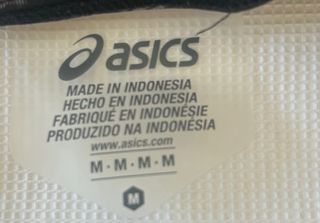 asics
MADE IN INDONESIA
HECHO EN INDONESIA
FABRIQUÉ EN INDONÉSIE
PRODUZIDO NA INDONÉSIA
www.asics.com
M·M·M·M
M